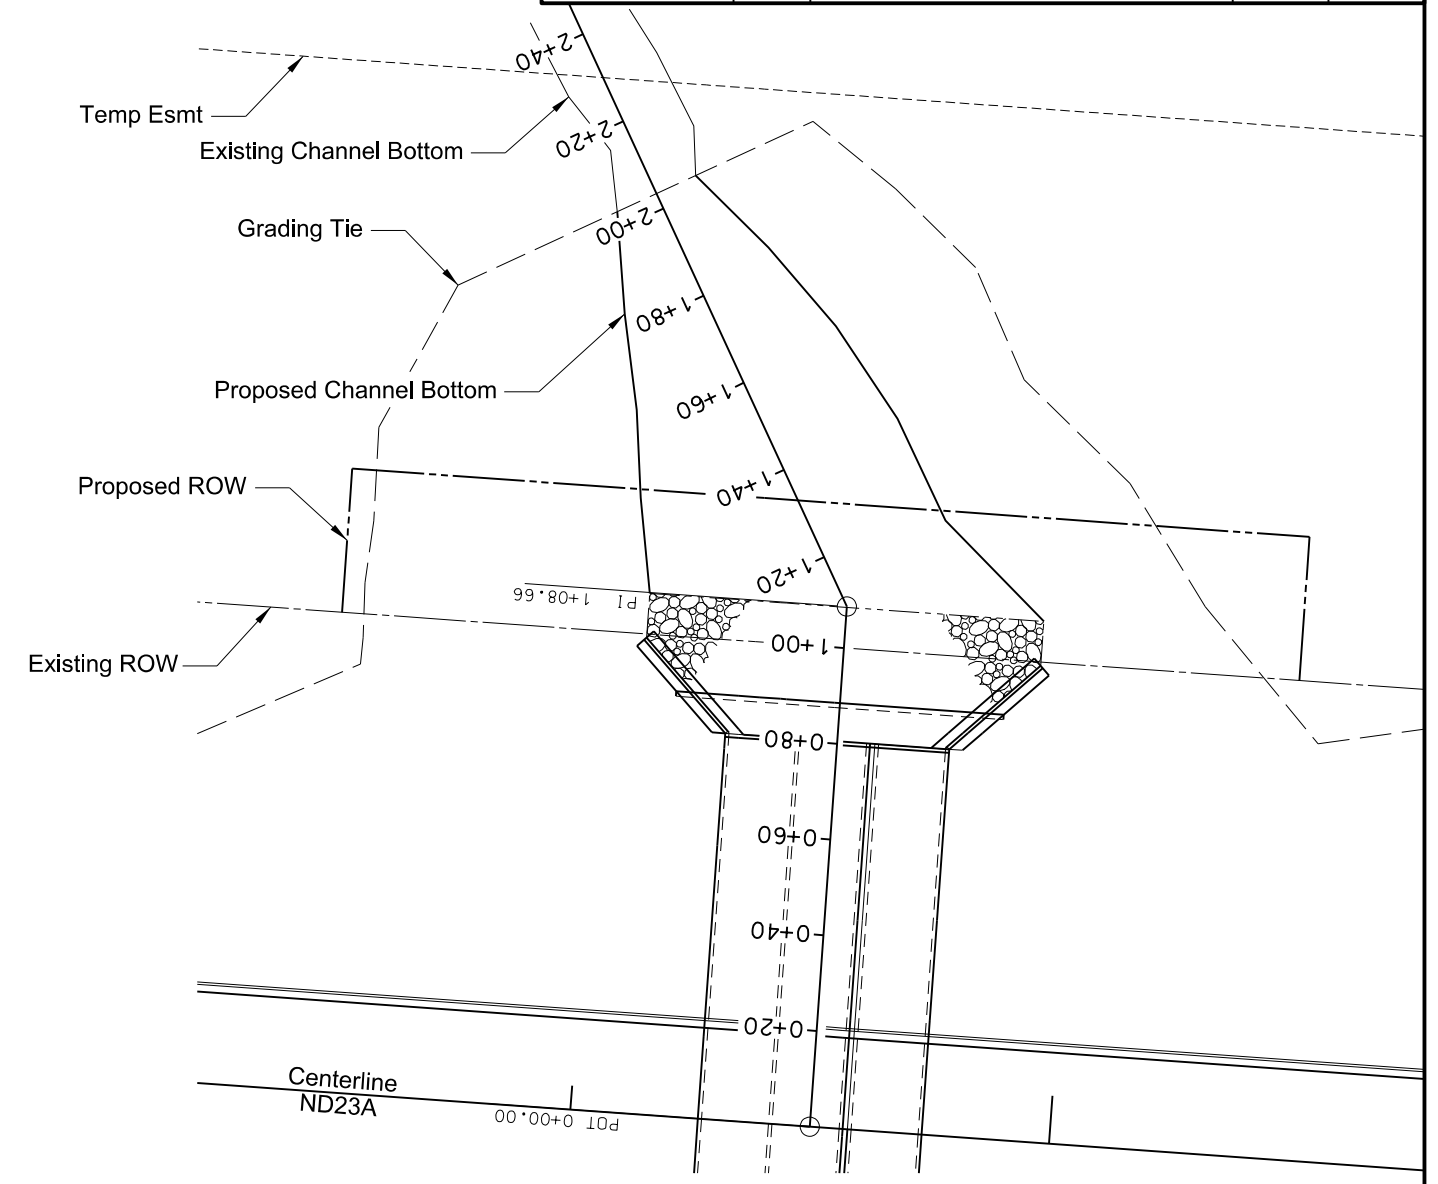 2+40
Temp Esmt
2+20
Existing Channel Bottom
2+00
Grading Tie
1+80
Proposed Channel Bottom
1+60
Proposed ROW
1+40
1+20
PI 1+08.66
1+00
Existing ROW
0+80
0+60
0+40
0+20
Centerline
ND23A
POT 0+00.00